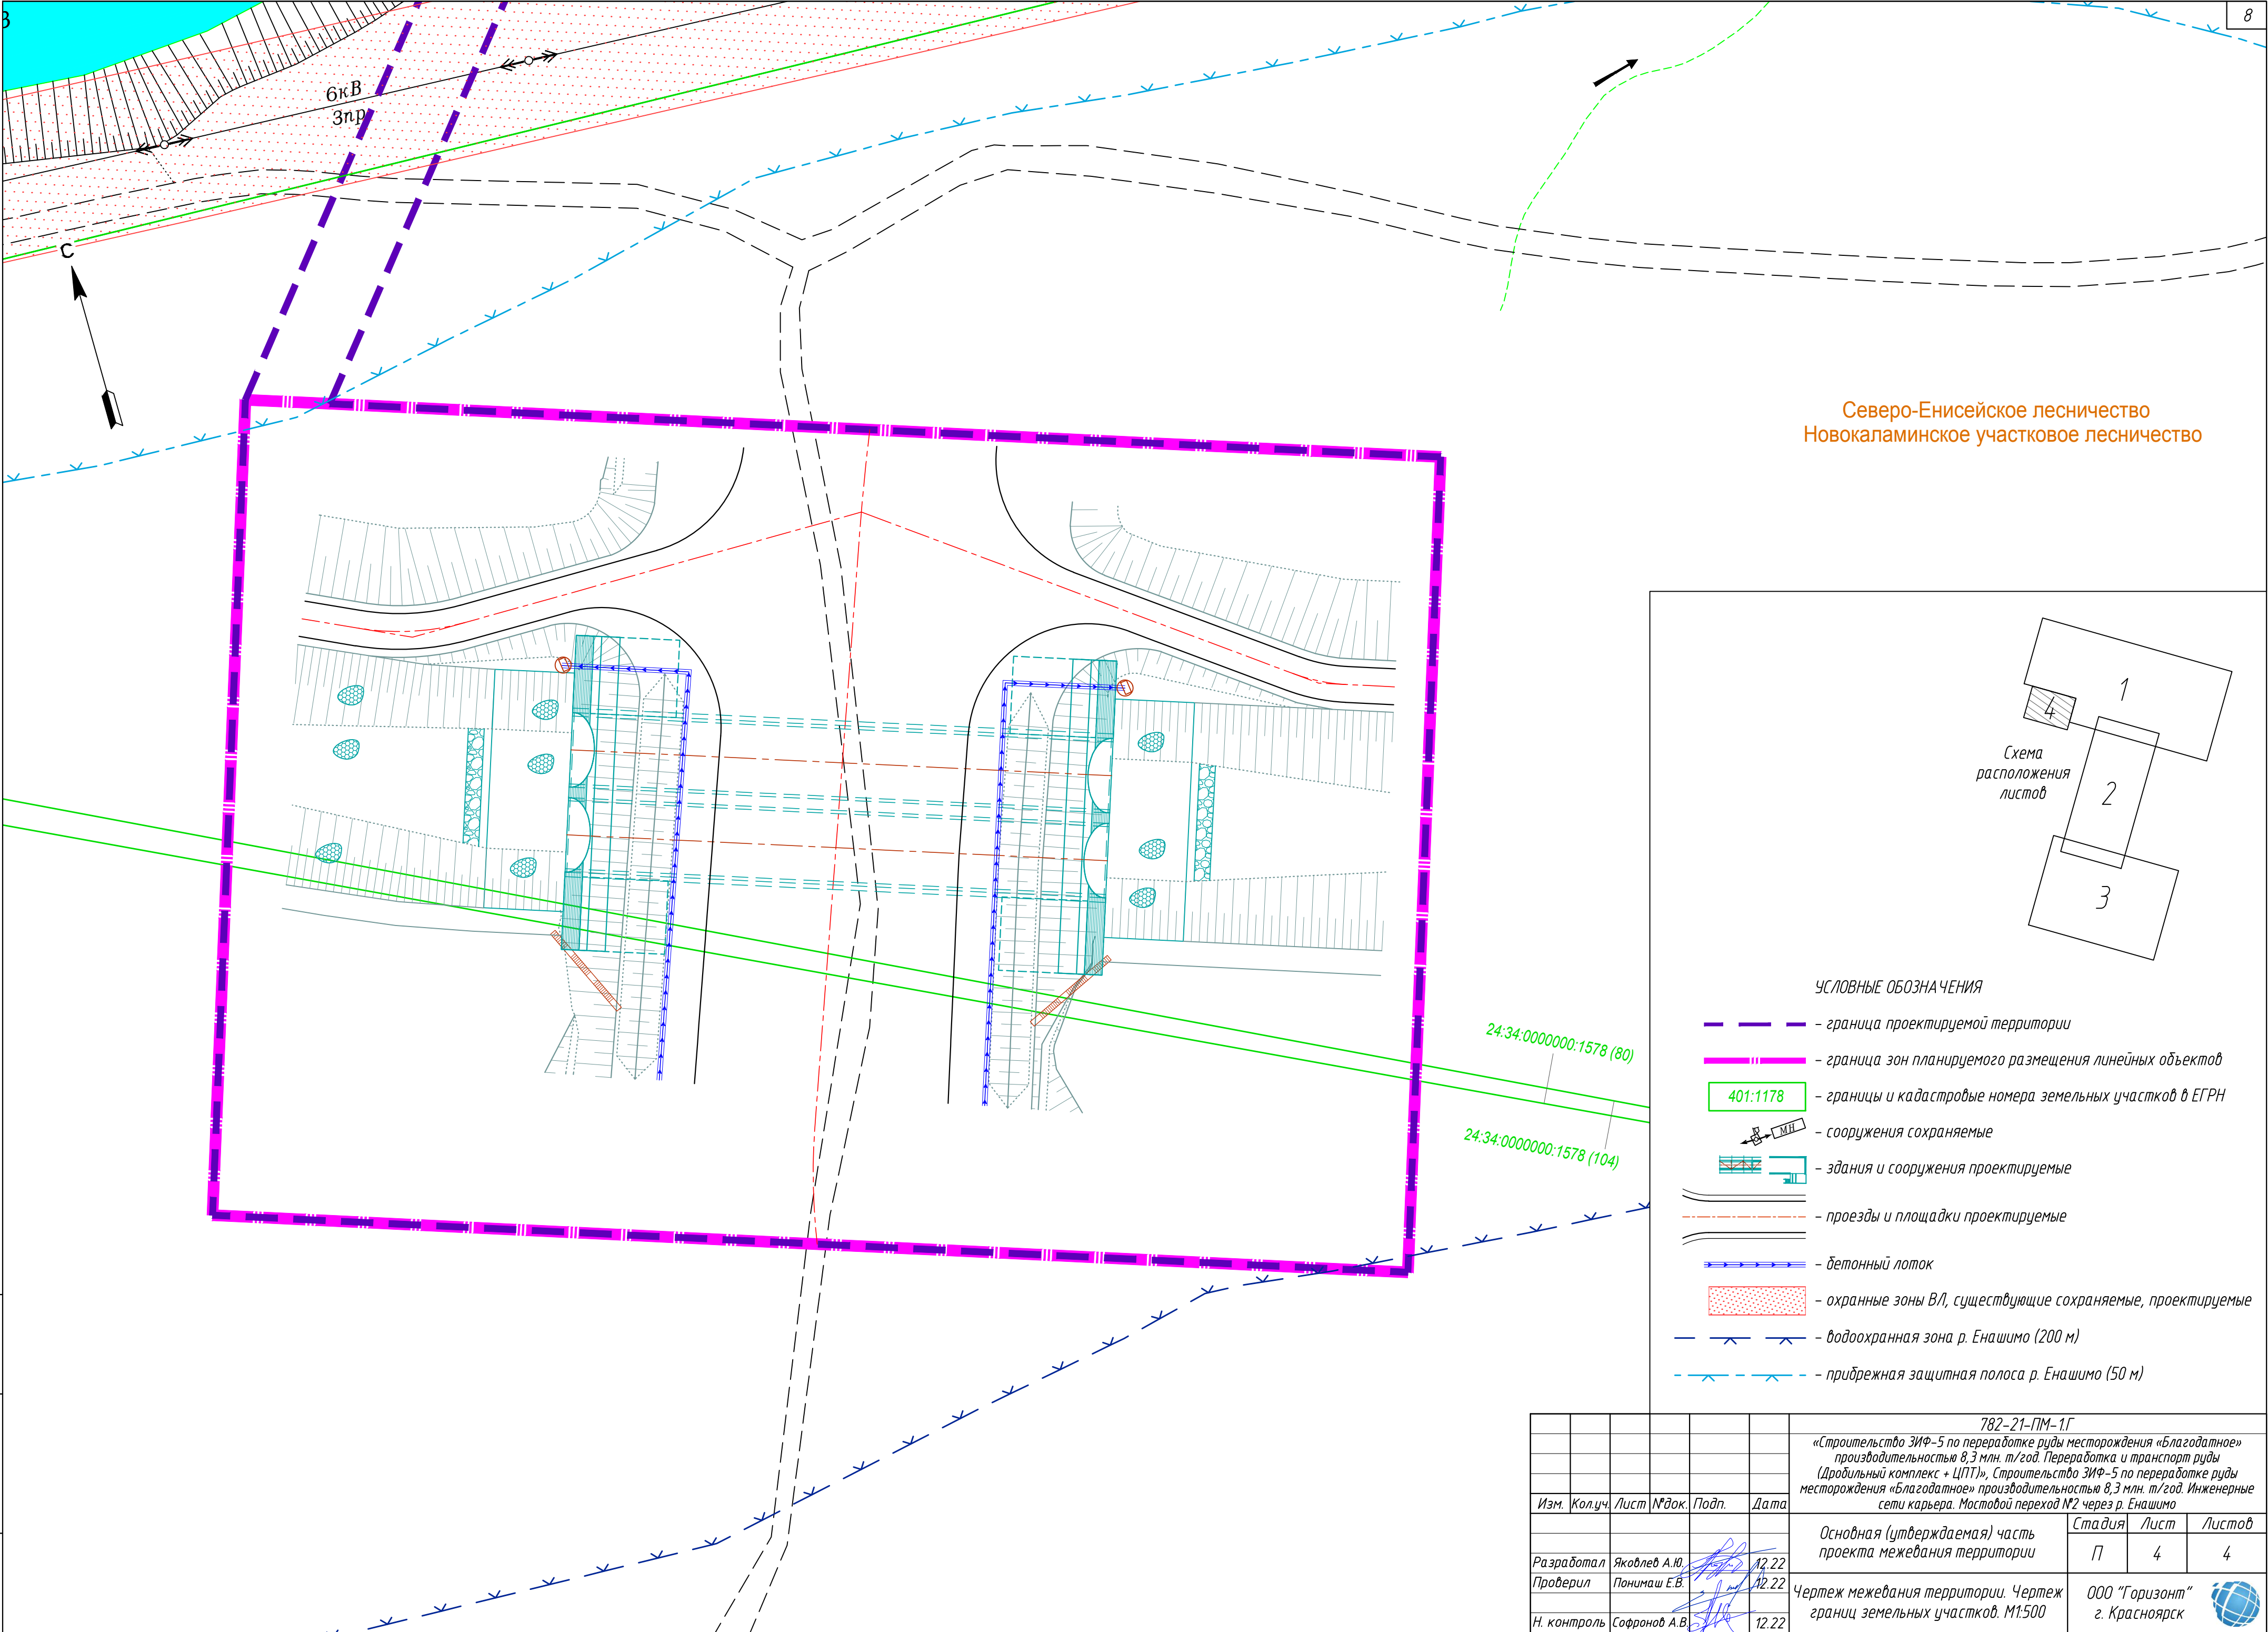 8
В
6кВ
3пр
С
Северо-Енисейское лесничество
Новокаламинское участковое лесничество
1
4
Схема
расположения
листов
2
3
24:34:0000000:1578 (80)
24:34:0000000:1578 (104)
УСЛОВНЫЕ ОБОЗНАЧЕНИЯ
- граница проектируемой территории
- граница зон планируемого размещения линейных объектов
401:1178 - границы и кадастровые номера земельных участков в ЕГРН
МН - сооружения сохраняемые
- здания и сооружения проектируемые
- проезды и площадки проектируемые
- бетонный лоток
- охранные зоны ВЛ, существующие сохраняемые, проектируемые
- водоохранная зона р. Енашимо (200 м)
- прибрежная защитная полоса р. Енашимо (50 м)
782-21-ПМ-1.Г
«Строительство ЗИФ-5 по переработке руды месторождения «Благодатное»
производительностью 8,3 млн. т/год. Переработка и транспорт руды
(Дробильный комплекс + ЦПТ)», Строительство ЗИФ-5 по переработке руды
месторождения «Благодатное» производительностью 8,3 млн. т/год. Инженерные
сети карьера. Мостовой переход №2 через р. Енашимо
Изм. Кол.уч. Лист №док. Подп. Дата
Основная (утверждаемая) часть
проекта межевания территории
Стадия Лист Листов
П 4 4
Разработал Яковлев А.Ю. 12.22
Проверил Понимаш Е.В. 12.22
Н. контроль Софронов А.В. 12.22
Чертеж межевания территории. Чертеж
границ земельных участков. М1:500
ООО "Горизонт"
г. Красноярск